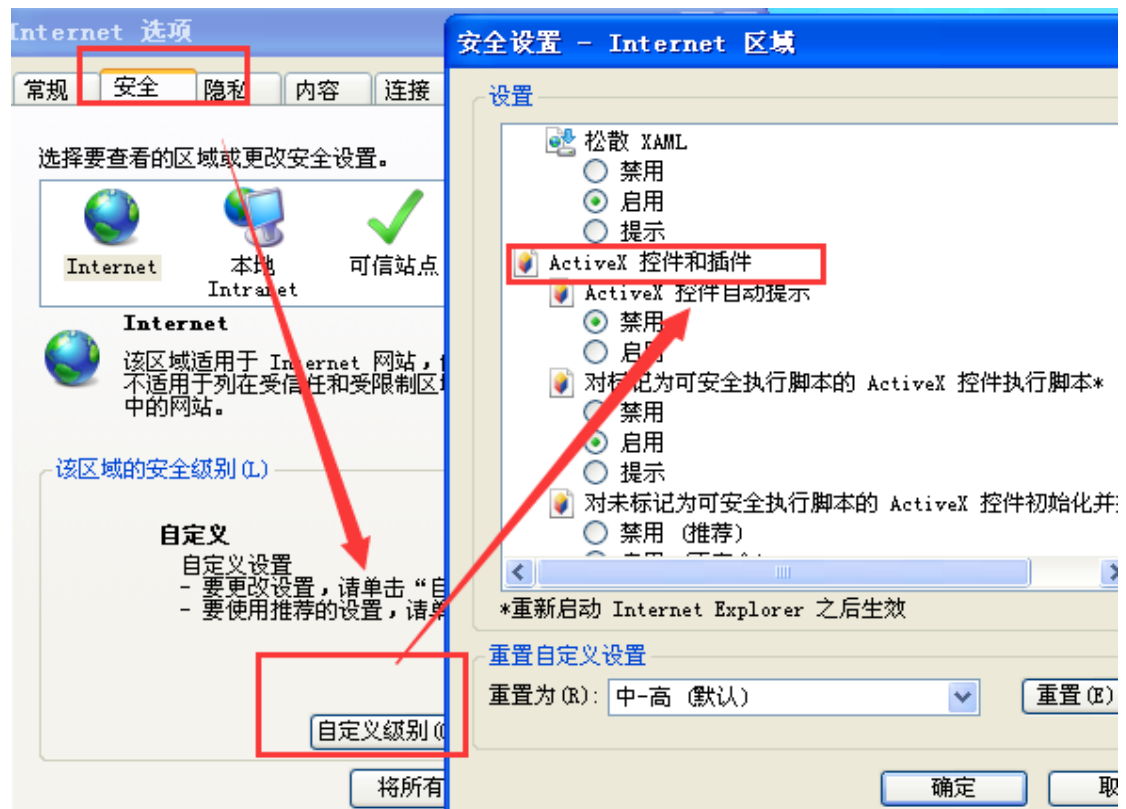 Internet 选项
常规
安全
隐私
内容
连接
选择要查看的区域或更改安全设置。
Internet
本地
Intranet
可信站点
Internet
该区域适用于 Internet 网站，
不适用于列在受信任和受限制区
中的网站。
该区域的安全级别(L)
自定义
自定义设置
- 要更改设置，请单击“自
- 要使用推荐的设置，请单
自定义级别(
将所有
安全设置 - Internet 区域
设置
松散 XAML
禁用
启用
提示
ActiveX 控件和插件
ActiveX 控件自动提示
禁用
启用
对标记为可安全执行脚本的 ActiveX 控件执行脚本*
禁用
启用
提示
对未标记为可安全执行脚本的 ActiveX 控件初始化并
禁用 (推荐)
*重新启动 Internet Explorer 之后生效
重置自定义设置
重置为(R):
中-高 (默认)
重置(E)
确定
取